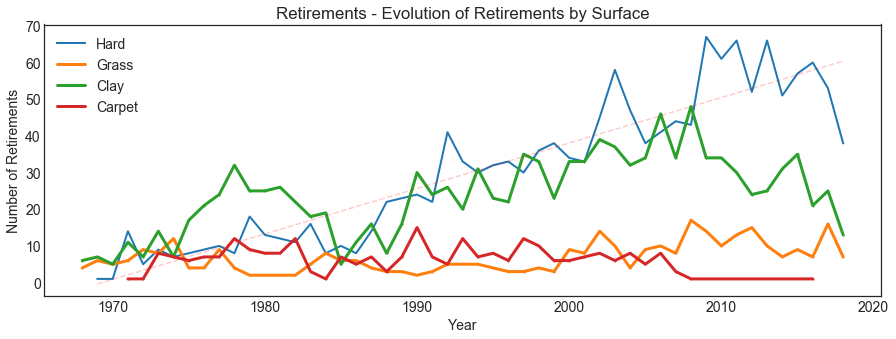 Retirements - Evolution of Retirements by Surface
Number of Retirements
70
60
50
40
30
20
10
0
Hard
Grass
Clay
Carpet
1970
1980
1990
2000
2010
2020
Year